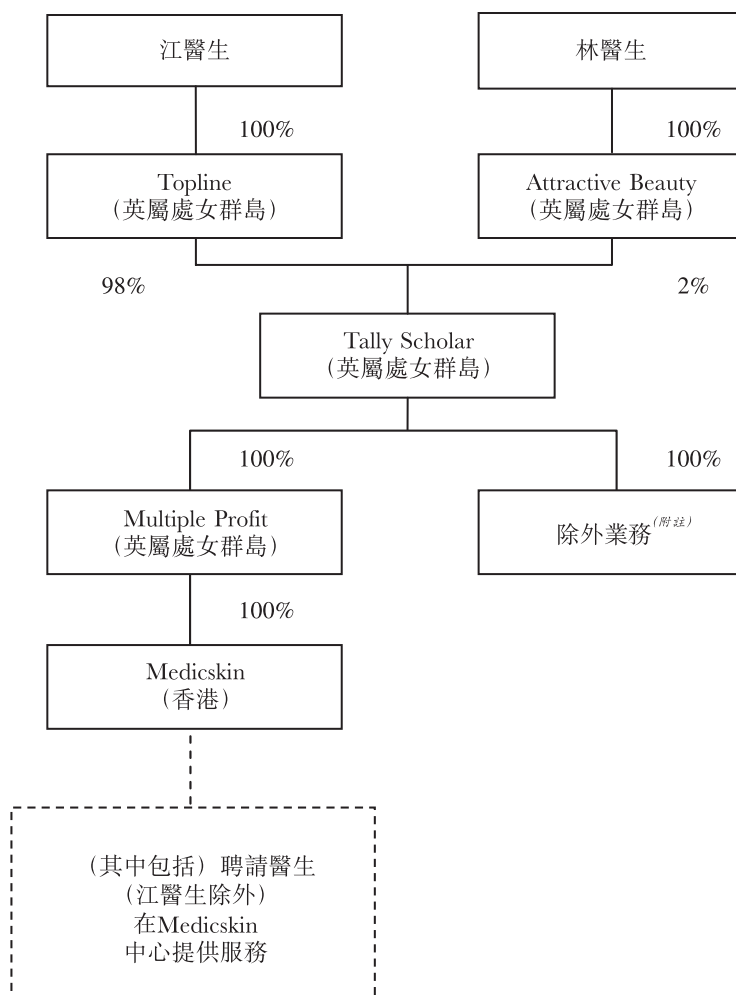 江醫生
林醫生
100%
100%
Topline
（英屬處女群島）
Attractive Beauty
（英屬處女群島）
98%
2%
Tally Scholar
（英屬處女群島）
100%
100%
Multiple Profit
（英屬處女群島）
除外業務(附註)
100%
Medicskin
（香港）
（其中包括）聘請醫生
（江醫生除外）
在Medicskin
中心提供服務